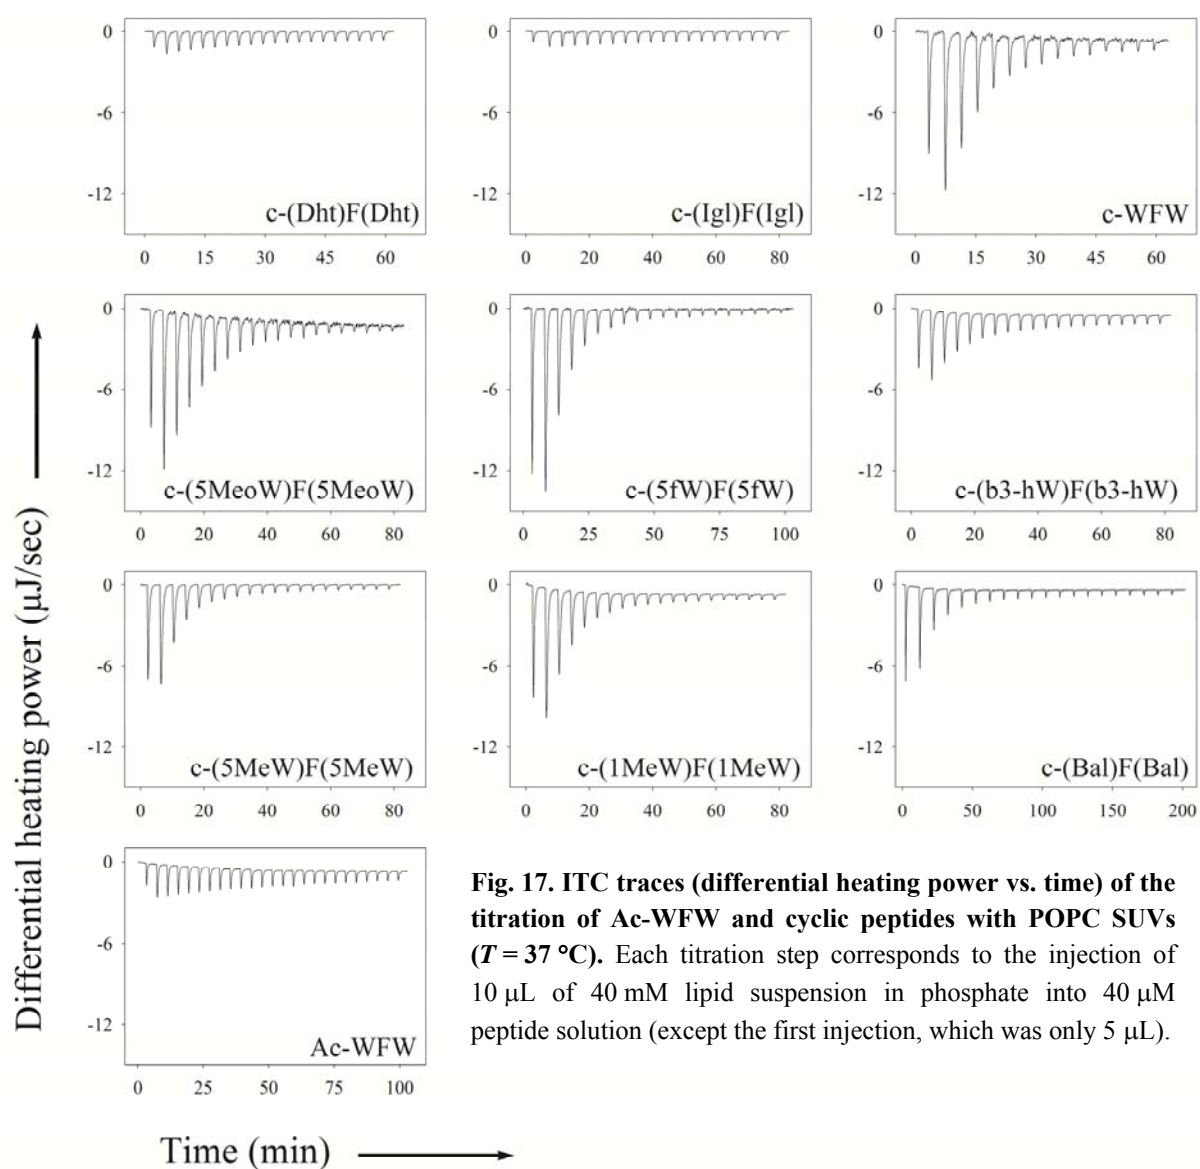 0
-6
-12
c-(Dht)F(Dht)
0 15 30 45 60
0
-6
-12
c-(Igl)F(Igl)
0 20 40 60 80
0
-6
-12
c-WFW
0 15 30 45 60
0
-6
-12
c-(5MeoW)F(5MeoW)
0 20 40 60 80
0
-6
-12
c-(5fW)F(5fW)
0 25 50 75 100
0
-6
-12
c-(b3-hW)F(b3-hW)
0 20 40 60 80
0
-6
-12
c-(5MeW)F(5MeW)
0 20 40 60 80
0
-6
-12
c-(1MeW)F(1MeW)
0 20 40 60 80
0
-6
-12
c-(Bal)F(Bal)
0 50 100 150 200
0
-6
-12
Ac-WFW
0 25 50 75 100
Differential heating power (μJ/sec)
Time (min)
Fig. 17. ITC traces (differential heating power vs. time) of the
titration of Ac-WFW and cyclic peptides with POPC SUVs
(T = 37 °C). Each titration step corresponds to the injection of
10 μL of 40 mM lipid suspension in phosphate into 40 μM
peptide solution (except the first injection, which was only 5 μL).